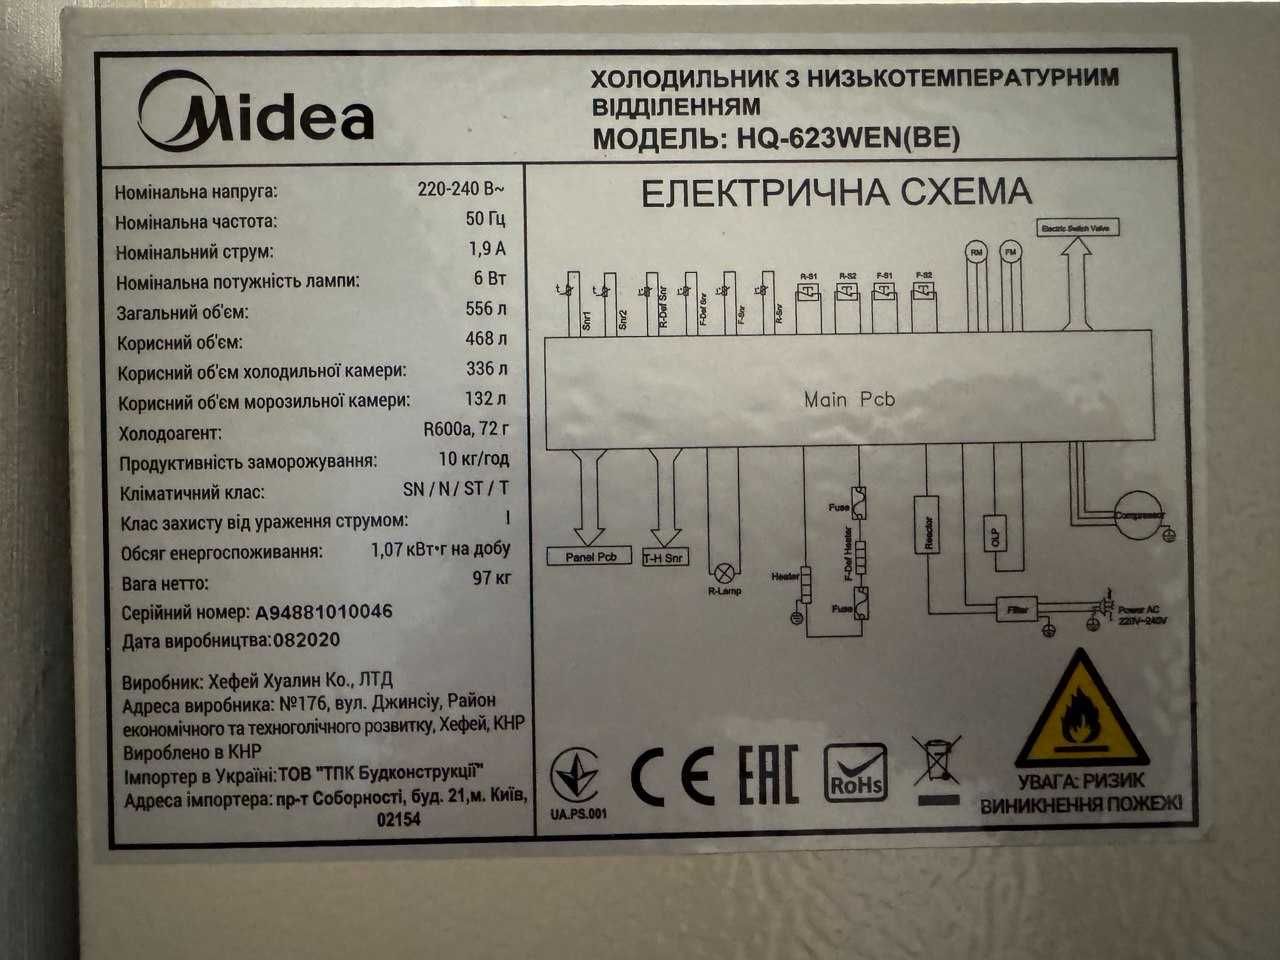 Midea
ХОЛОДИЛЬНИК З НИЗЬКОТЕМПЕРАТУРНИМ
ВІДДІЛЕННЯМ
МОДЕЛЬ: HQ-623WEN(BE)
Номінальна напруга: 220-240 В~
Номінальна частота: 50 Гц
Номінальний струм: 1,9 А
Номінальна потужність лампи: 6 Вт
Загальний об'єм: 556 л
Корисний об'єм: 468 л
Корисний об'єм холодильної камери: 336 л
Корисний об'єм морозильної камери: 132 л
Холодоагент: R600a, 72 г
Продуктивність заморожування: 10 кг/год
Кліматичний клас: SN / N / ST / T
Клас захисту від ураження струмом: I
Обсяг енергоспоживання: 1,07 кВт•г на добу
Вага нетто: 97 кг
Серійний номер: A94881010046
Дата виробництва: 082020
Виробник: Хефей Хуалин Ко., ЛТД
Адреса виробника: №176, вул. Джинсіу, Район
економічного та техноголічного розвитку, Хефей, КНР
Вироблено в КНР
Імпортер в Україні: ТОВ "ТПК Будконструкції"
Адреса імпортера: пр-т Соборності, буд. 21,м. Київ,
02154
ЕЛЕКТРИЧНА СХЕМА
Electric Switch Valve
RM FM
R-S1 R-S2 F-S1 F-S2
Snr1 Snr2 R-Def Snr F-Def Snr F-Snr R-Snr
Main Pcb
Panel Pcb
T-H Snr
R-Lamp
Heater
Fuse
F-Def Heater
Fuse
Reactor
OLP
Compressor
Filter
Power AC
220V~240V
UA.PS.001
CE
EAC
RoHS
УВАГА: РИЗИК
ВИНИКНЕННЯ ПОЖЕЖІ